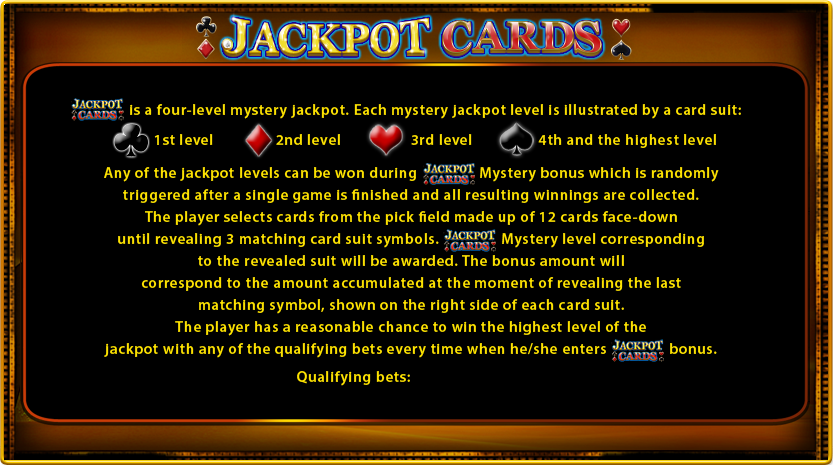 JACKPOT CARDS
JACKPOT CARDS is a four-level mystery jackpot. Each mystery jackpot level is illustrated by a card suit:
1st level 2nd level 3rd level 4th and the highest level
Any of the jackpot levels can be won during JACKPOT CARDS Mystery bonus which is randomly
triggered after a single game is finished and all resulting winnings are collected.
The player selects cards from the pick field made up of 12 cards face-down
until revealing 3 matching card suit symbols. JACKPOT CARDS Mystery level corresponding
to the revealed suit will be awarded. The bonus amount will
correspond to the amount accumulated at the moment of revealing the last
matching symbol, shown on the right side of each card suit.
The player has a reasonable chance to win the highest level of the
jackpot with any of the qualifying bets every time when he/she enters JACKPOT CARDS bonus.
Qualifying bets: